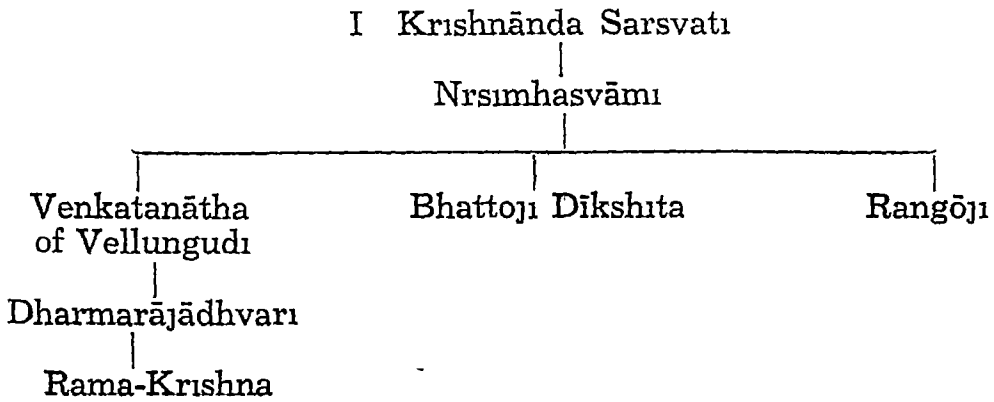 I Krishnānda Sarsvati
Nrsimhasvāmi
Venkatanātha Bhattoji Dīkshita Rangōji
of Vellungudi
Dharmarājādhvari
Rama-Krishna